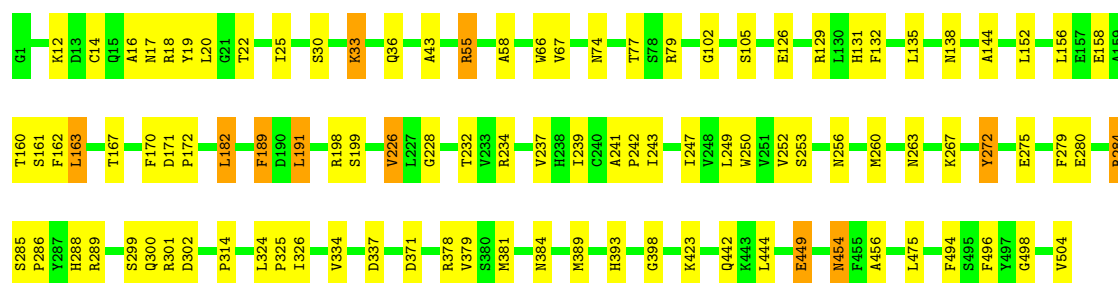 G1 K12 D13 C14 Q15 A16 N17 R18 Y19 L20 G21 T22 I25 S30 K33 Q36 A43 R55 A58 W66 V67 N74 T77 S78 R79 G102 S105 E126 R129 L130 H131 F132 L135 N138 A144 L152 L156 E157 E158 A159
T160 S161 F162 L163 T167 F170 D171 P172 L182 F189 D190 L191 R198 S199 V226 L227 G228 T232 V233 R234 V237 H238 I239 C240 A241 P242 I243 I247 V248 L249 W250 V251 V252 S253 N256 M260 N263 K267 Y272 E275 F279 E280
S285 P286 Y287 H288 R289 S299 Q300 R301 D302 P314 L324 P325 I326 V334 D337 D371 R378 V379 S380 M381 N384 M389 H393 G398 K423 Q442 K443 L444 E449 N454 F455 A456 L475 F494 S495 F496 Y497 G498 V504